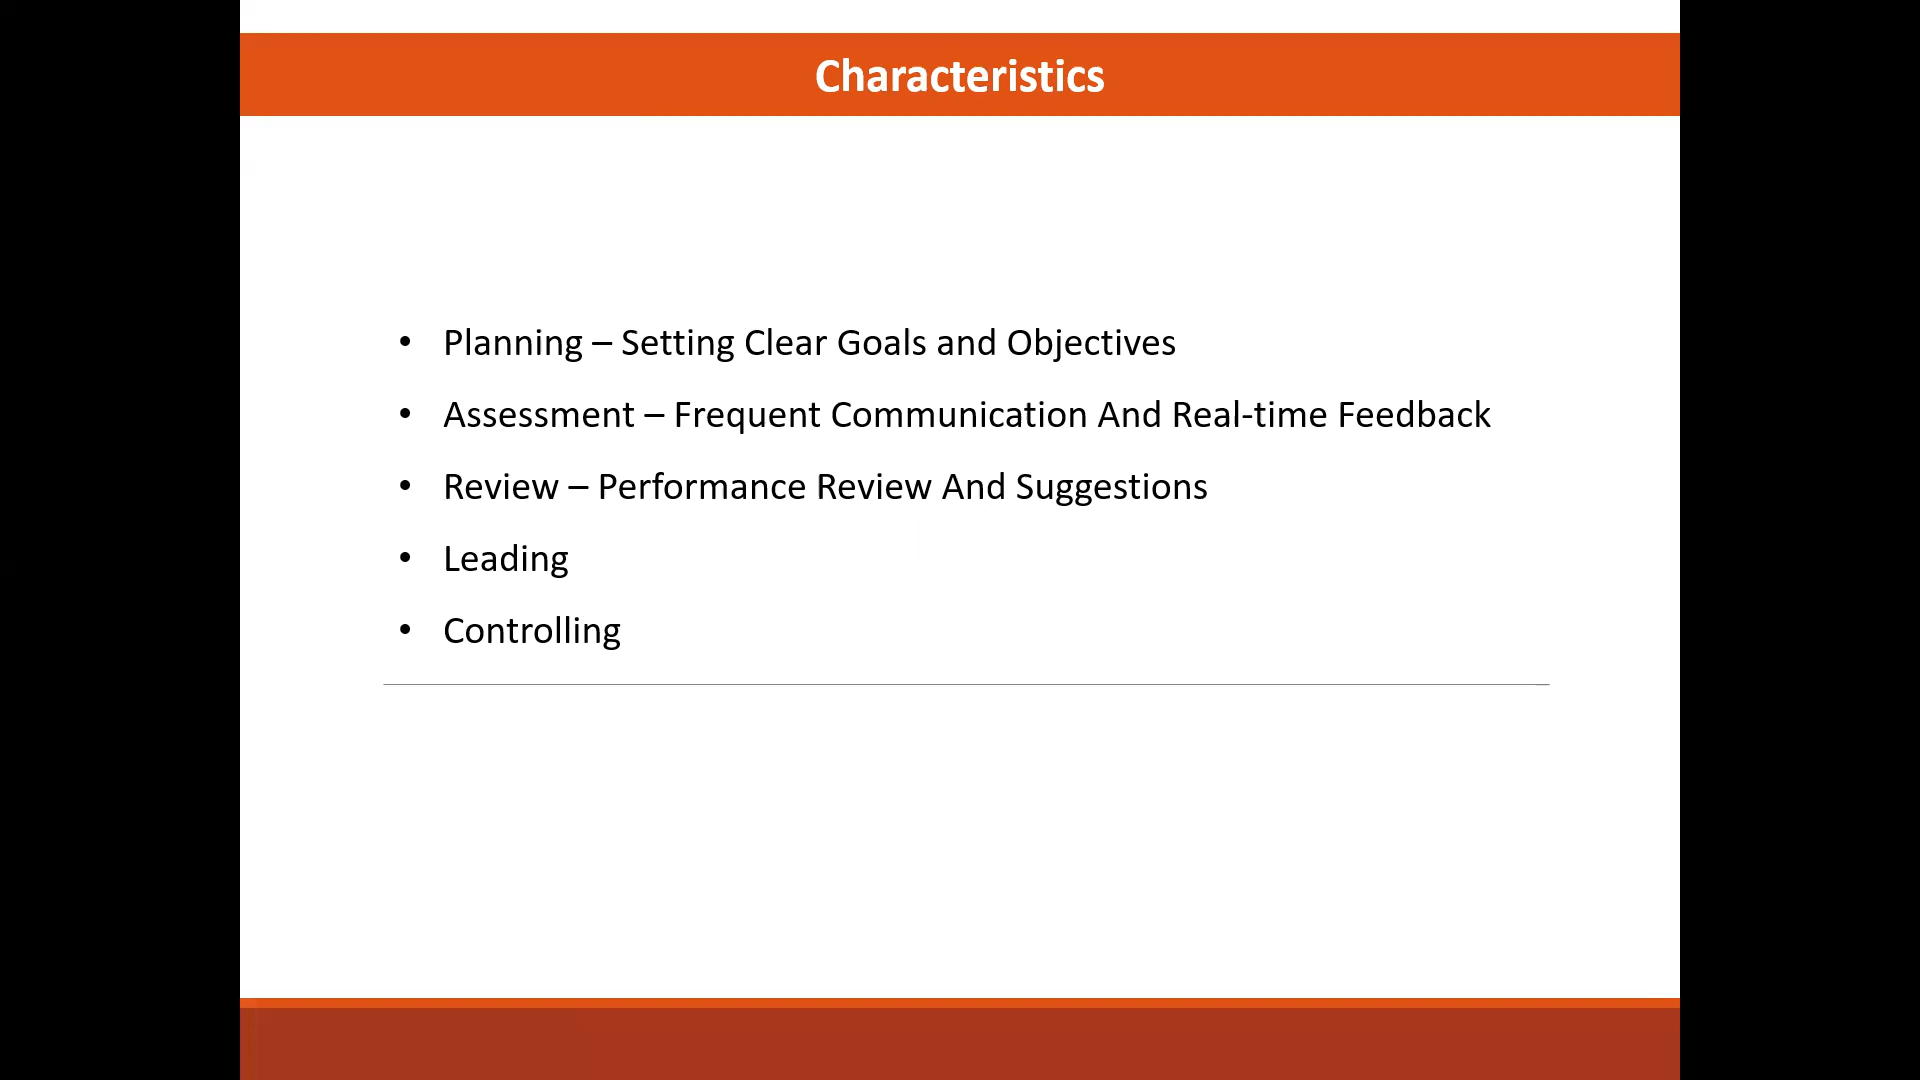 Characteristics
• Planning – Setting Clear Goals and Objectives
• Assessment – Frequent Communication And Real-time Feedback
• Review – Performance Review And Suggestions
• Leading
• Controlling